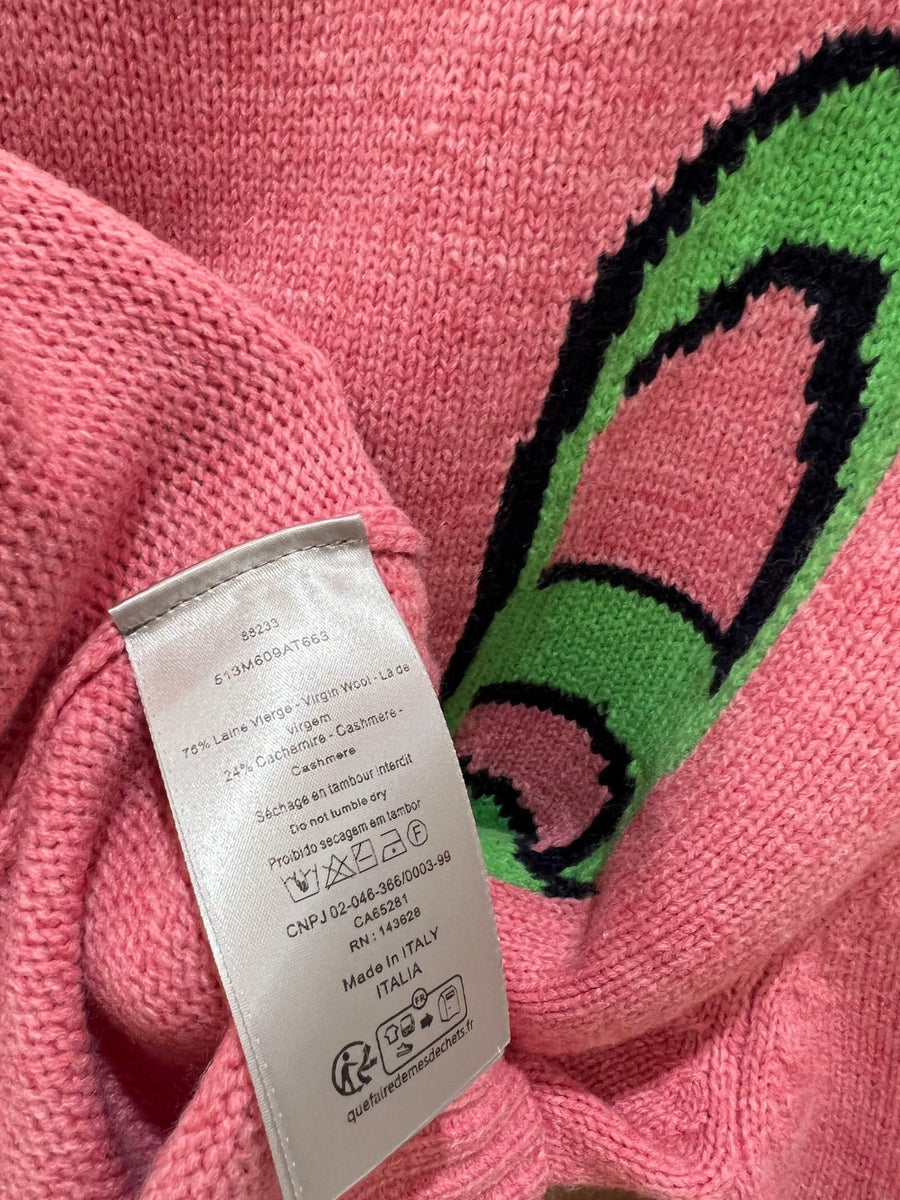 88233
513M609AT663
76% Laine Vierge - Virgin Wool - Lã de
virgem
24% Cachemire - Cashmere -
Cashmere
Séchage en tambour interdit
Do not tumble dry
Proibido secagem em tambor
F
CNPJ 02-046-366/0003-99
CA65281
RN : 143628
Made in ITALY
ITALIA
FR
quefairedemesdechets.fr